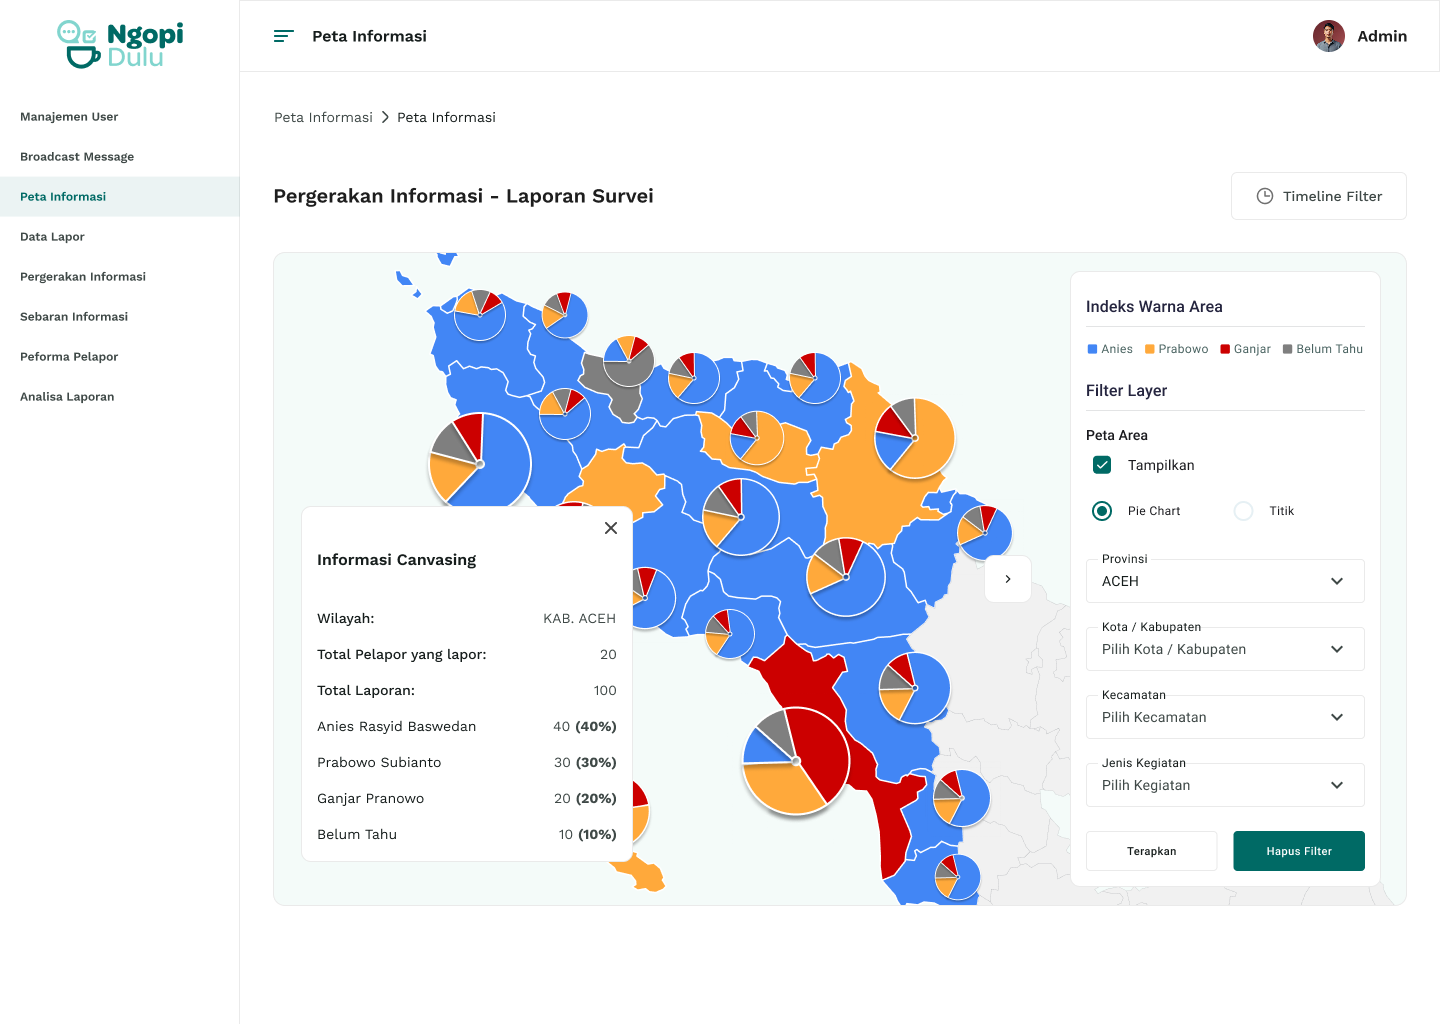 Ngopi
Dulu
Peta Informasi
Admin
Manajemen User
Broadcast Message
Peta Informasi
Data Lapor
Pergerakan Informasi
Sebaran Informasi
Peforma Pelapor
Analisa Laporan
Peta Informasi > Peta Informasi
Pergerakan Informasi - Laporan Survei
Timeline Filter
Informasi Canvasing
Wilayah: KAB. ACEH
Total Pelapor yang lapor: 20
Total Laporan: 100
Anies Rasyid Baswedan 40 (40%)
Prabowo Subianto 30 (30%)
Ganjar Pranowo 20 (20%)
Belum Tahu 10 (10%)
Indeks Warna Area
Anies Prabowo Ganjar Belum Tahu
Filter Layer
Peta Area
Tampilkan
Pie Chart Titik
Provinsi
ACEH
Kota / Kabupaten
Pilih Kota / Kabupaten
Kecamatan
Pilih Kecamatan
Jenis Kegiatan
Pilih Kegiatan
Terapkan Hapus Filter